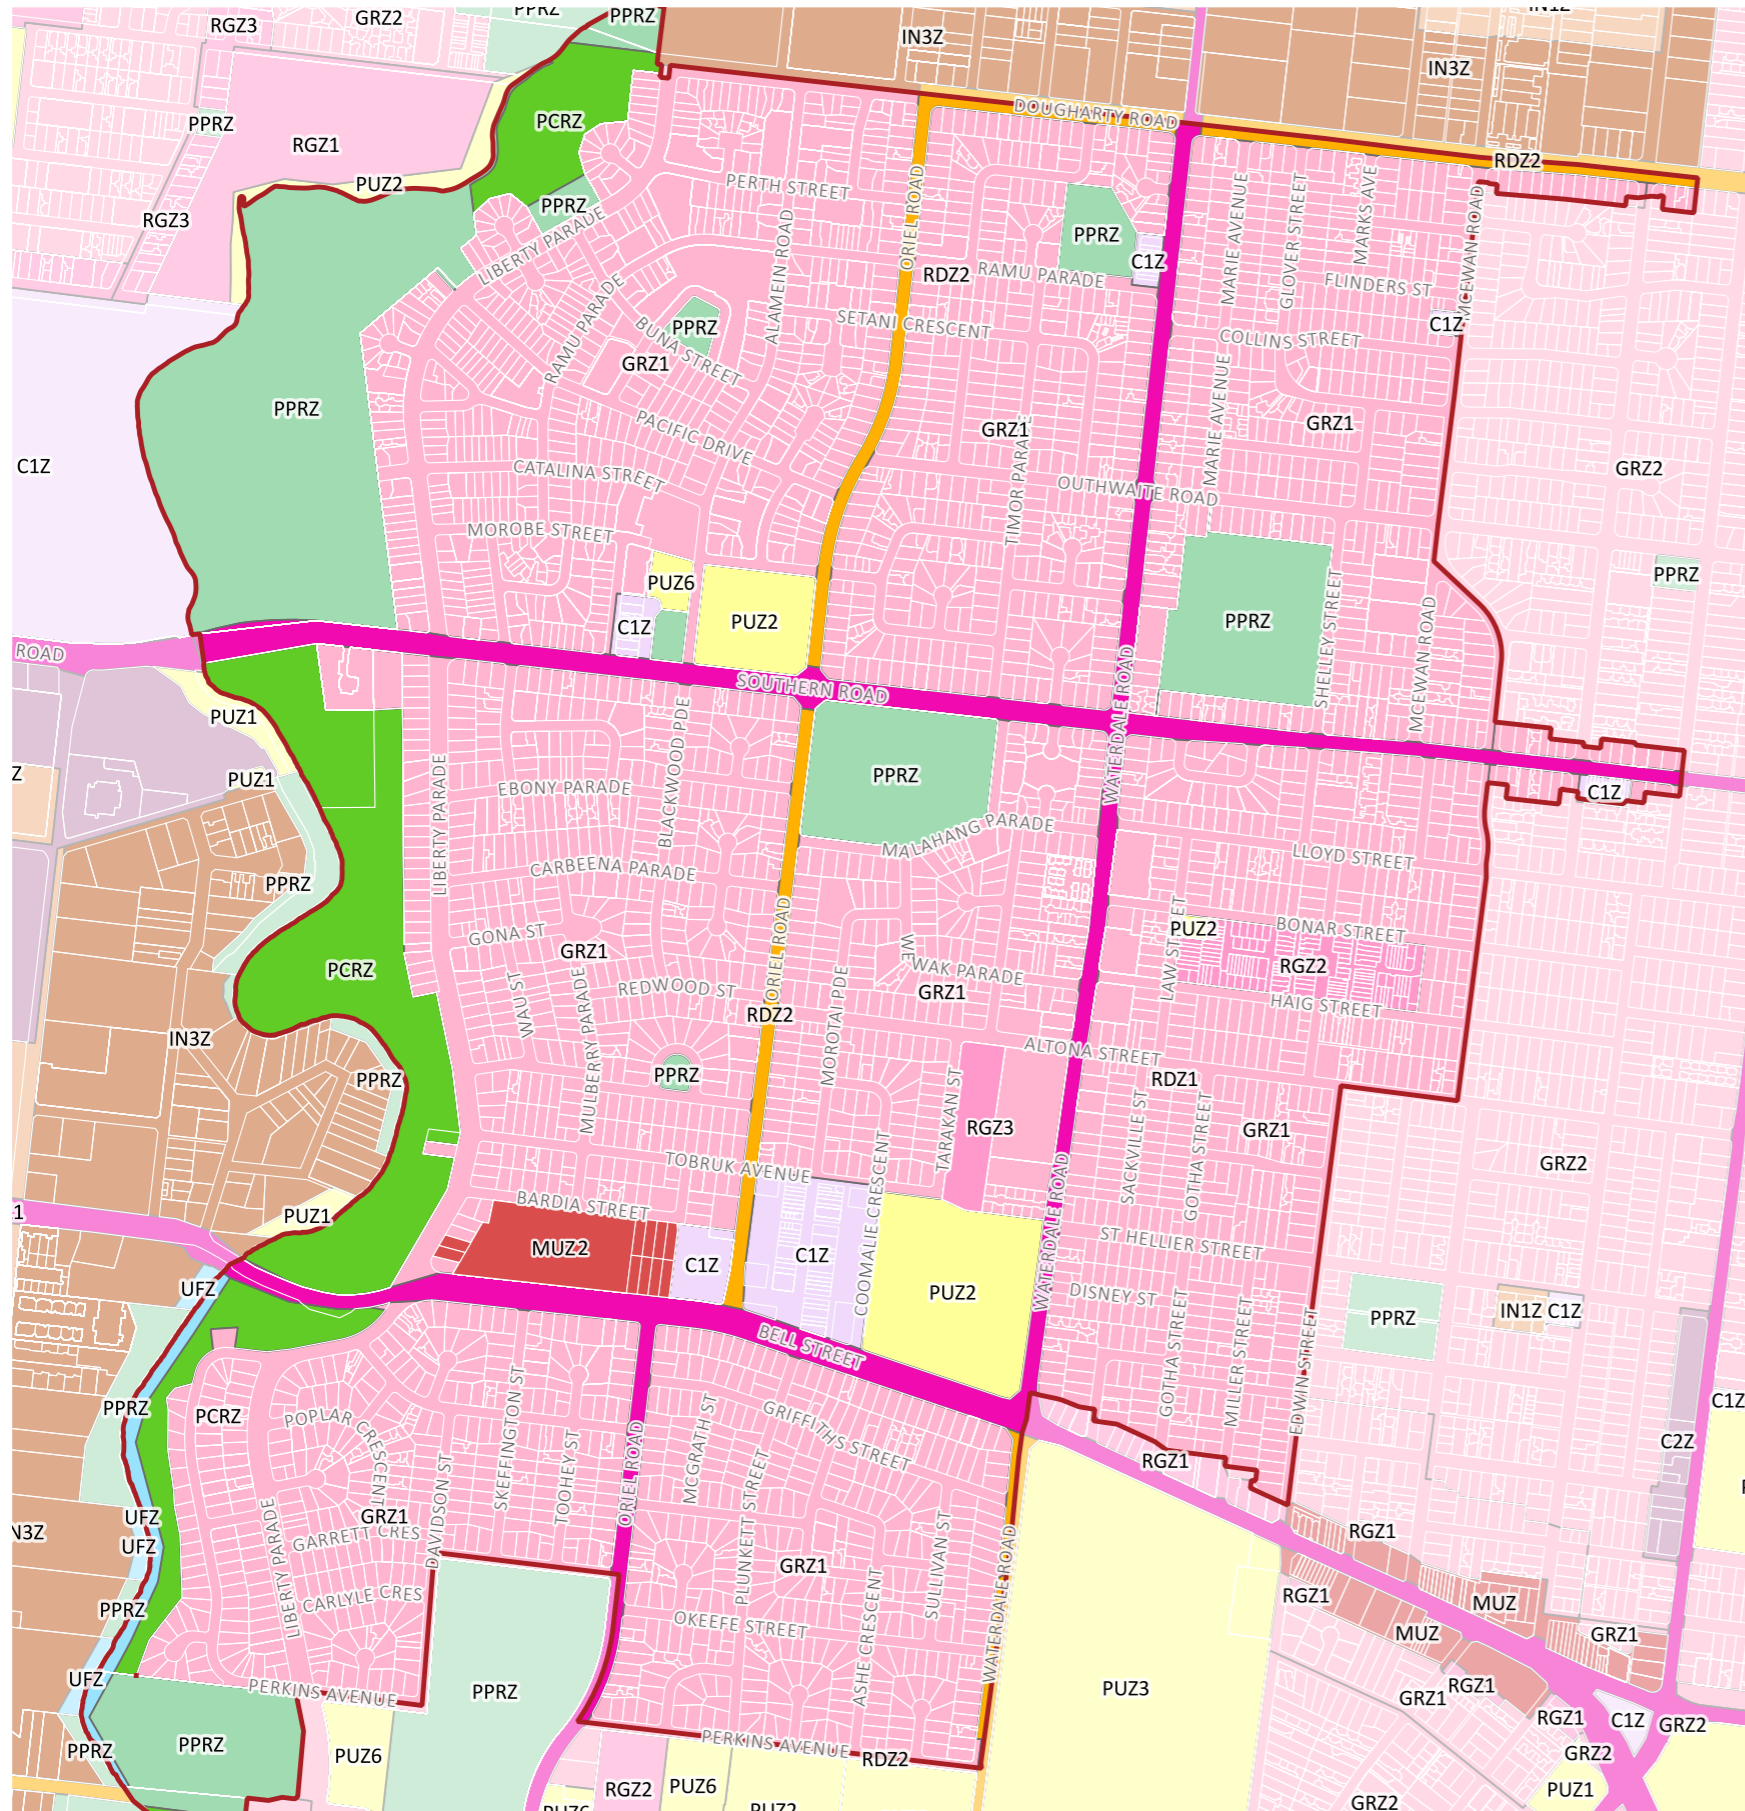 RGZ3
GRZ2
PPRZ
PPRZ
IN1Z
IN3Z
IN3Z
PPRZ
PCRZ
DOUGHARTY ROAD
RGZ1
RDZ2
PUZ2
PERTH STREET
RGZ3
PPRZ
LIBERTY PARADE
ALAMEIN ROAD
ORIEL ROAD
PPRZ
C1Z
MARIE AVENUE
GLOVER STREET
MARKS AVE
MCEWAN ROAD
RDZ2
RAMU PARADE
FLINDERS ST
RAMU PARADE
PPRZ
BUNA STREET
SETANI CRESCENT
COLLINS STREET
C1Z
GRZ1
PPRZ
PACIFIC DRIVE
GRZ1
TIMOR PARADE
MARIE AVENUE
GRZ1
C1Z
CATALINA STREET
OUTHWAITE ROAD
GRZ2
MOROBE STREET
PUZ6
PPRZ
C1Z
PUZ2
PPRZ
SHELLEY STREET
MCEWAN ROAD
ROAD
SOUTHERN ROAD
WATERDALE ROAD
PUZ1
PUZ1
Z
LIBERTY PARADE
EBONY PARADE
BLACKWOOD PDE
PPRZ
C1Z
MALAHANG PARADE
LLOYD STREET
CARBEENA PARADE
PPRZ
GONA ST
ORIEL ROAD
LAW STREET
PUZ2
BONAR STREET
GRZ1
PCRZ
WE
WAK PARADE
RGZ2
REDWOOD ST
GRZ1
HAIG STREET
WAU ST
MULBERRY PARADE
RDZ2
MOROTAI PDE
IN3Z
ALTONA STREET
PPRZ
PPRZ
RDZ1
TARAKAN ST
RGZ3
SACKVILLE ST
GOTHA STREET
GRZ1
TOBRUK AVENUE
COOMALIE CRESCENT
GRZ2
BARDIA STREET
WATERDALE ROAD
1
PUZ1
MUZ2
C1Z
C1Z
ST HELLIER STREET
UFZ
PUZ2
DISNEY ST
PPRZ
IN1Z
C1Z
BELL STREET
GOTHA STREET
MILLER STREET
EDWIN STREET
PPRZ
PCRZ
POPLAR CRESCENT
SKEFFINGTON ST
TOOHEY ST
ORIEL ROAD
MCGRATH ST
GRIFFITHS STREET
C1Z
C2Z
RGZ1
PLUNKETT STREET
UFZ
N3Z
UFZ
GRZ1
GARRETT CRES
DAVIDSON ST
LIBERTY PARADE
SULLIVAN ST
WATERDALE ROAD
RGZ1
GRZ1
CARLYLE CRES
PPRZ
OKEEFE STREET
ASHE CRESCENT
RGZ1
MUZ
MUZ
GRZ1
UFZ
PERKINS AVENUE
PPRZ
PUZ3
RGZ1
GRZ1
RGZ1
C1Z
GRZ2
PPRZ
PPRZ
PUZ6
PERKINS AVENUE
RDZ2
GRZ2
RGZ2
PUZ6
PUZ1
PUZ6
PUZ2
GRZ2